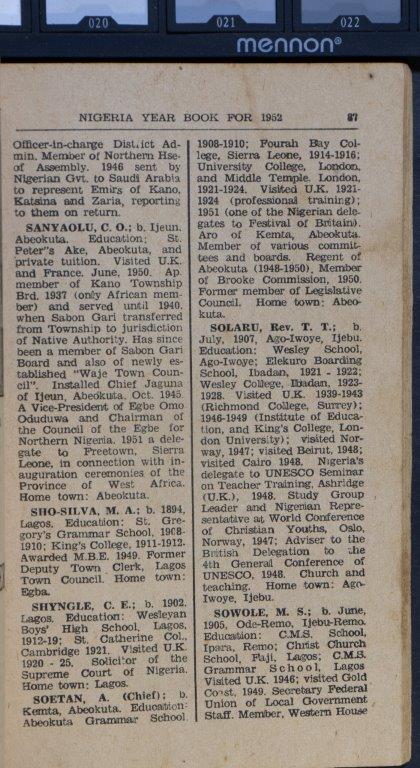 020
021
022
mennon®
NIGERIA YEAR BOOK FOR 1952
87
Officer-in-charge District Ad-
min. Member of Northern Hse.
of Assembly. 1946 sent by
Nigerian Gvt. to Saudi Arabia
to represent Emirs of Kano,
Katsina and Zaria, reporting
to them on return.
SANYAOLU, C. O.; b. Ijeun,
Abeokuta. Education; St.
Peter"s Ake, Abeokuta, and
private tuition. Visited U.K.
and France. June, 1950. Ap.
member of Kano Township
Brd. 1937 (only African mem-
ber) and served until 1940,
when Sabon Gari transferred
from Township to jurisdiction
of Native Authority. Has since
been a member of Sabon Gari
Board and also of newly es-
tablished "Waje Town Coun-
cil". Installed Chief Jaguna
of Ijeun, Abeokuta, Oct. 1945.
A Vice-President of Egbe Omo
Oduduwa and Chairman of
the Council of the Egbe for
Northern Nigeria. 1951 a dele-
gate to Freetown, Sierra
Leone, in connection with in-
auguration ceremonies of the
Province of West Africa.
Home town: Abeokuta.
SHO-SILVA, M. A.; b. 1894,
Lagos. Education: St. Gre-
gory's Grammar School, 1908-
1910; King's College, 1911-1912.
Awarded M.B.E. 1949. Former
Deputy Town Clerk, Lagos
Town Council. Home town:
Egba.
SHYNGLE, C. E.; b. 1902.
Lagos. Education: Wesleyan
Boys' High School, Lagos,
1912-19; St. Catherine Col.,
Cambridge 1921. Visited U.K.
1920 - 25. Solicitor of the
Supreme Court of Nigeria.
Home town: Lagos.
SOETAN, A. (Chief); b.
Kemta, Abeokuta. Education:
Abeokuta Grammar School
1908-1910; Fourah Bay Col-
lege, Sierra Leone, 1914-1916;
University College, London,
and Middle Temple, London,
1921-1924. Visited U.K. 1921-
1924 (professional training);
1951 (one of the Nigerian dele-
gates to Festival of Britain).
Aro of Kemta, Abeokuta.
Member of various commit-
tees and boards. Regent of
Abeokuta (1948-1950), Member
of Brooke Commission, 1950.
Former member of Legislative
Council. Home town: Abeo-
kuta.
SOLARU, Rev. T. T.; b.
July, 1907, Ago-Iwoye, Ijebu.
Education: Wesley School,
Ago-Iwoye; Elekuro Boarding
School, Ibadan, 1921 - 1922;
Wesley College, Ibadan, 1923-
1928. Visited U.K. 1939-1943
(Richmond College, Surrey);
1946-1949 (Institute of Educa-
tion, and King's College, Lon-
don University); visited Nor-
way, 1947; visited Beirut, 1948;
visited Cairo 1948. Nigeria's
delegate to UNESCO Seminar
on Teacher Training, Ashridge
(U.K.), 1948. Study Group
Leader and Nigerian Repre-
sentative at World Conference
of Christian Youths, Oslo,
Norway, 1947; Adviser to the
British Delegation to the
4th General Conference of
UNESCO, 1948. Church and
teaching. Home town: Ago-
Iwoye, Ijebu.
SOWOLE, M. S.; b. June,
1905, Ode-Remo, Ijebu-Remo.
Education: C.M.S. School,
Ipara, Remo; Christ Church
School, Faji, Lagos; C.M.S.
Grammar School, Lagos
Visited U.K. 1946; visited Gold
Coast, 1949. Secretary Federal
Union of Local Government
Staff. Member, Western House